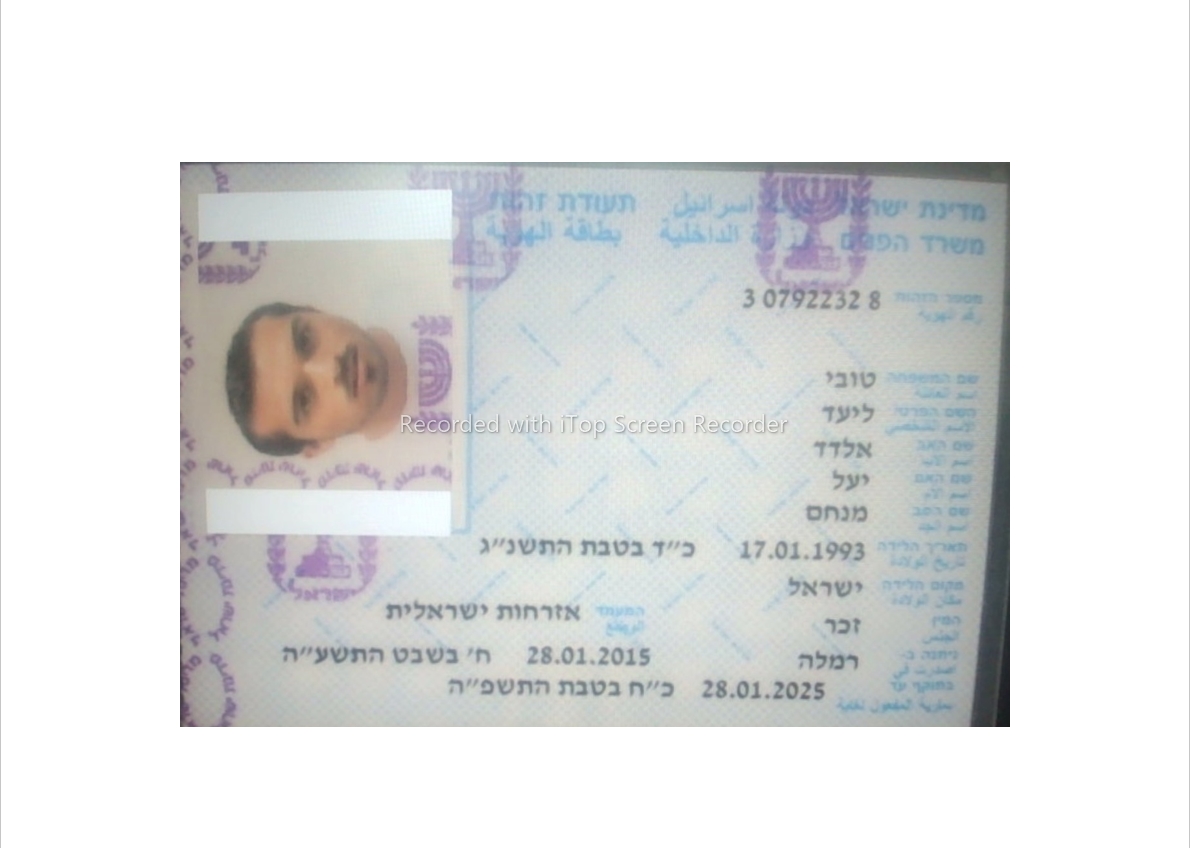 מדינת ישראל دولة اسرائيل תעודת זהות
משרד הפנים وزارة الداخلية بطاقة الهوية
מספר הזהות 3 0792232 8
رقم الهوية
שם המשפחה טובי
اسم العائلة
השם הפרטי ליעד
الاسم الشخصي
שם האב אלדד
اسم الأب
שם האם יעל
اسم الام
שם הסב מנחם
اسم الجد
תאריך הלידה 17.01.1993 כ״ד בטבת התשנ״ג
تاريخ الولادة
מקום הלידה ישראל
مكان الولادة
המין זכר המעמד אזרחות ישראלית
الجنس
ניתנה ב- רמלה 28.01.2015 ח׳ בשבט התשע״ה
اصدرت في
בתוקף עד 28.01.2025 כ״ח בטבת התשפ״ה
سارية المفعول لغاية
Recorded with iTop Screen Recorder